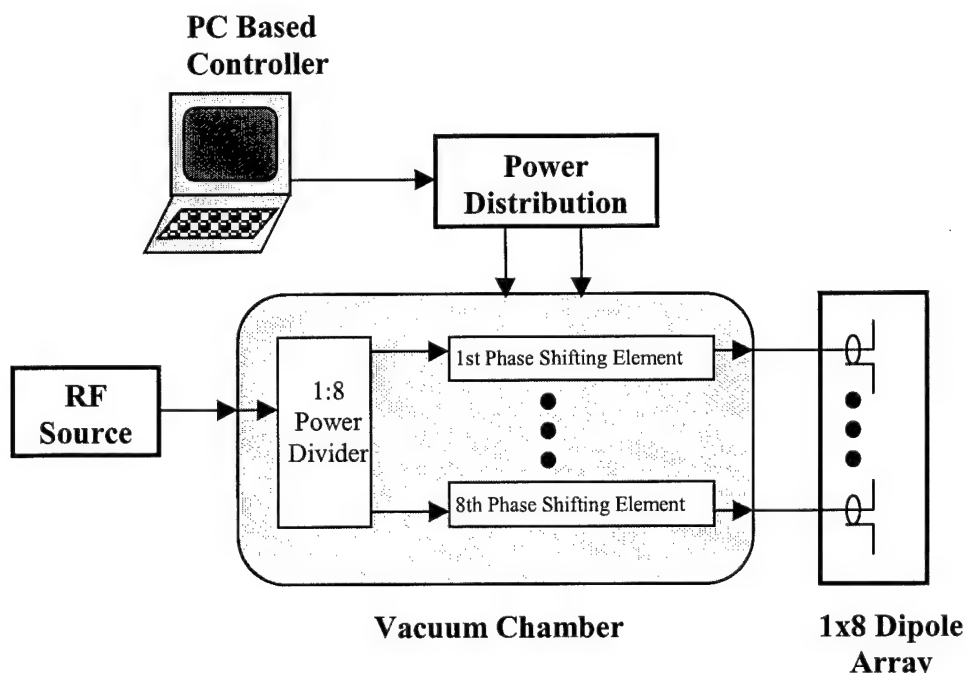 PC Based
Controller
Power
Distribution
RF
Source
1:8
Power
Divider
1st Phase Shifting Element
8th Phase Shifting Element
Vacuum Chamber
1x8 Dipole
Array